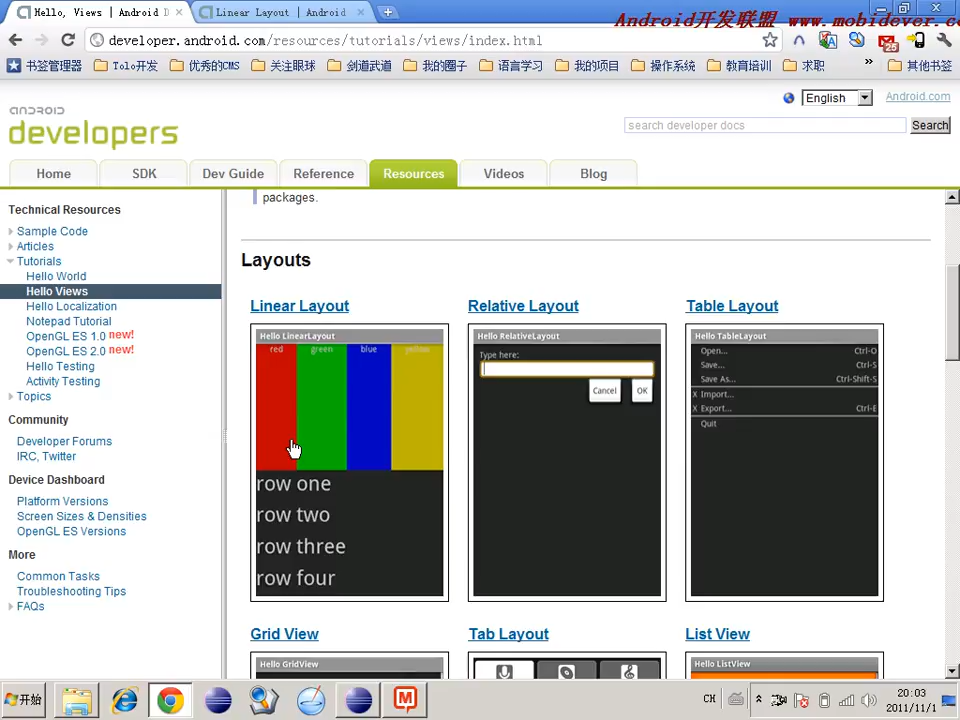 Hello, Views | Android D
Linear Layout | Android
Android开发联盟 www.mobidever.co
developer.android.com/resources/tutorials/views/index.html
25
书签管理器 Tolo开发 优秀的CMS 关注眼球 剑道武道 我的圈子 语言学习 我的项目 操作系统 教育培训 求职 » 其他书签
English Android.com
android
developers
search developer docs Search
Home SDK Dev Guide Reference Resources Videos Blog
Technical Resources
Sample Code
Articles
Tutorials
Hello World
Hello Views
Hello Localization
Notepad Tutorial
OpenGL ES 1.0 new!
OpenGL ES 2.0 new!
Hello Testing
Activity Testing
Topics
Community
Developer Forums
IRC, Twitter
Device Dashboard
Platform Versions
Screen Sizes & Densities
OpenGL ES Versions
More
Common Tasks
Troubleshooting Tips
FAQs
packages.
Layouts
Linear Layout
Hello LinearLayout
red green blue yellow
row one
row two
row three
row four
Relative Layout
Hello RelativeLayout
Type here:
Cancel OK
Table Layout
Hello TableLayout
Open... Ctrl-O
Save... Ctrl-S
Save As... Ctrl-Shift-S
X Import...
X Export... Ctrl-E
Quit
Grid View
Hello GridView
Tab Layout
List View
Hello ListView
开始
CH
20:03
2011/11/1